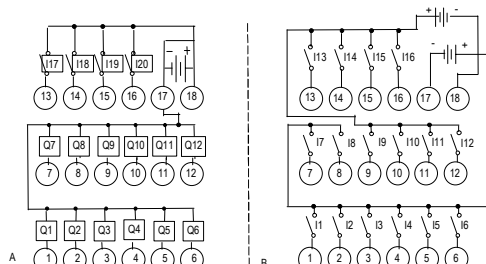 + -
I17 I18 I19 I20 - +
I13 I14 I15 I16 - +
13 14 15 16 17 18
13 14 15 16 17 18
Q7 Q8 Q9 Q10 Q11 Q12
I7 I8 I9 I10 I11 I12
7 8 9 10 11 12
7 8 9 10 11 12
Q1 Q2 Q3 Q4 Q5 Q6
I1 I2 I3 I4 I5 I6
A 1 2 3 4 5 6
B 1 2 3 4 5 6